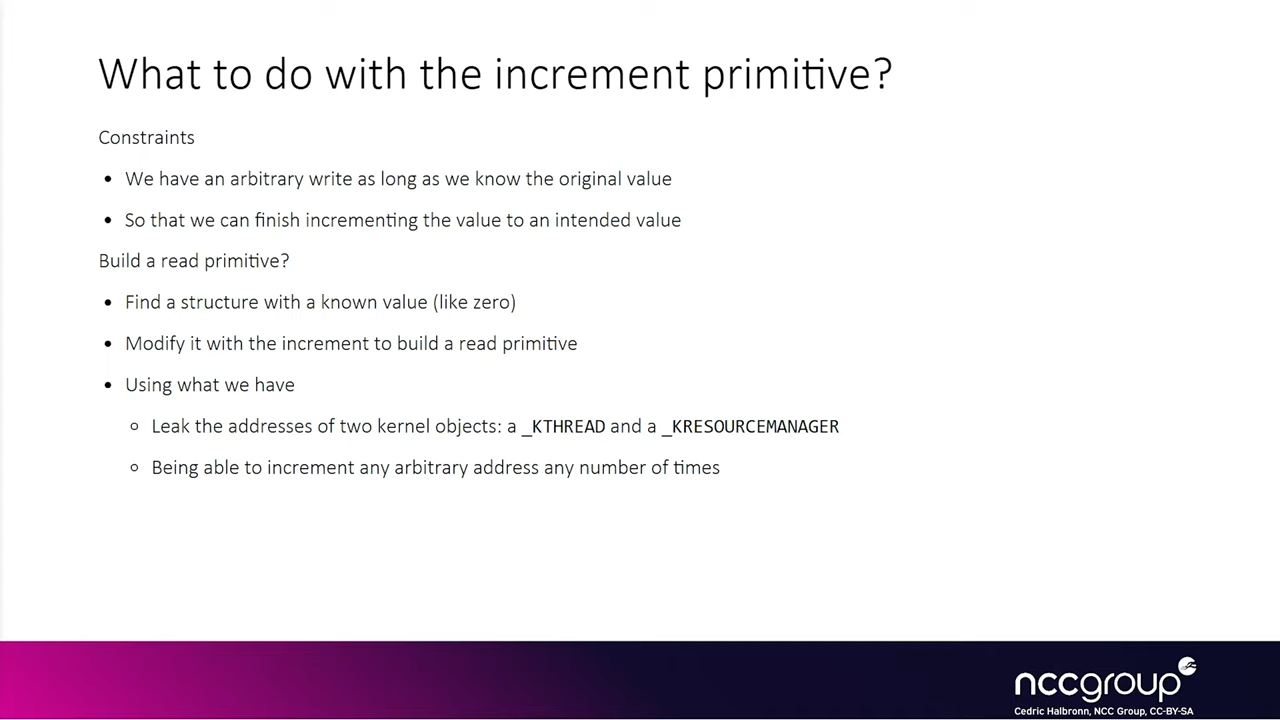 What to do with the increment primitive?
Constraints
• We have an arbitrary write as long as we know the original value
• So that we can finish incrementing the value to an intended value
Build a read primitive?
• Find a structure with a known value (like zero)
• Modify it with the increment to build a read primitive
• Using what we have
○ Leak the addresses of two kernel objects: a _KTHREAD and a _KRESOURCEMANAGER
○ Being able to increment any arbitrary address any number of times
nccgroup
Cedric Halbronn, NCC Group, CC-BY-SA